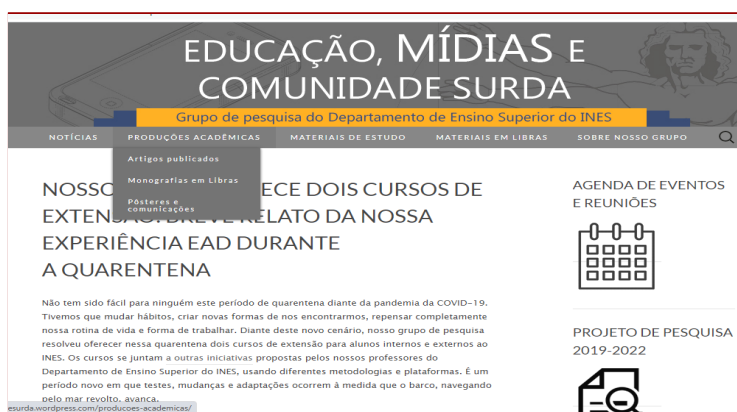 EDUCAÇÃO, MÍDIAS E
COMUNIDADE SURDA
Grupo de pesquisa do Departamento de Ensino Superior do INES
NOTÍCIAS PRODUÇÕES ACADÊMICAS MATERIAIS DE ESTUDO MATERIAIS EM LIBRAS SOBRE NOSSO GRUPO
Artigos publicados
Monografias em Libras
Pôsteres e
comunicações
NOSSO ECE DOIS CURSOS DE
EXTENSÃO: BREVE RELATO DA NOSSA
EXPERIÊNCIA EAD DURANTE
A QUARENTENA
Não tem sido fácil para ninguém este período de quarentena diante da pandemia da COVID–19.
Tivemos que mudar hábitos, criar novas formas de nos encontrarmos, repensar completamente
nossa rotina de vida e forma de trabalhar. Diante deste novo cenário, nosso grupo de pesquisa
resolveu oferecer nessa quarentena dois cursos de extensão para alunos internos e externos ao
INES. Os cursos se juntam a outras iniciativas propostas pelos nossos professores do
Departamento de Ensino Superior do INES, usando diferentes metodologias e plataformas. É um
período novo em que testes, mudanças e adaptações ocorrem à medida que o barco, navegando
pelo mar revolto, avança.
esurda.wordpress.com/producoes-academicas/
AGENDA DE EVENTOS
E REUNIÕES
PROJETO DE PESQUISA
2019-2022